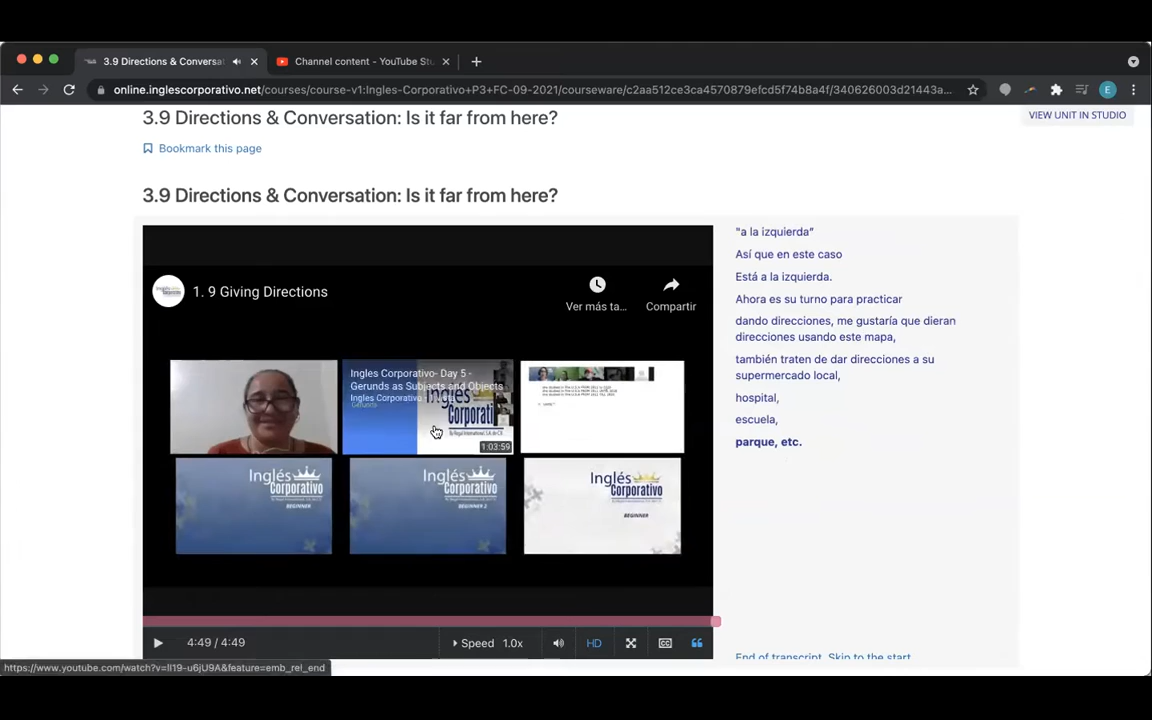 3.9 Directions & Conversa
Channel content - YouTube Stu
online.inglescorporativo.net/courses/course-v1:Ingles-Corporativo+P3+FC-09-2021/courseware/c2aa512ce3ca4570879efcd5f74b8a4f/340626003d21443a...
E
3.9 Directions & Conversation: Is it far from here?
VIEW UNIT IN STUDIO
Bookmark this page
3.9 Directions & Conversation: Is it far from here?
1. 9 Giving Directions
Ver más ta...
Compartir
Ingles Corporativo- Day 5 -
Gerunds as Subjects and Objects
Ingles Corporativo
Corporati
1:03:59
Inglés
Corporativo
BEGINNER
Inglés
Corporativo
BEGINNER 2
Inglés
Corporativo
BEGINNER
4:49 / 4:49
Speed 1.0x
HD
"a la izquierda"
Así que en este caso
Está a la izquierda.
Ahora es su turno para practicar
dando direcciones, me gustaría que dieran
direcciones usando este mapa,
también traten de dar direcciones a su
supermercado local,
hospital,
escuela,
parque, etc.
End of transcript. Skip to the start.
https://www.youtube.com/watch?v=lI19-u6jU9A&feature=emb_rel_end